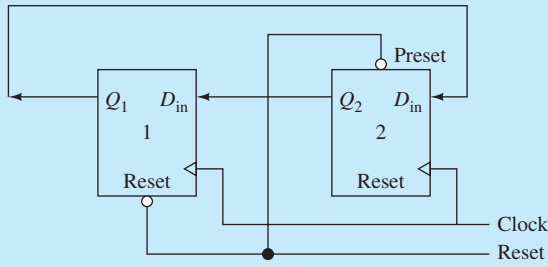 Preset
Q1 Din Q2 Din
1 2
Reset Reset
Clock
Reset